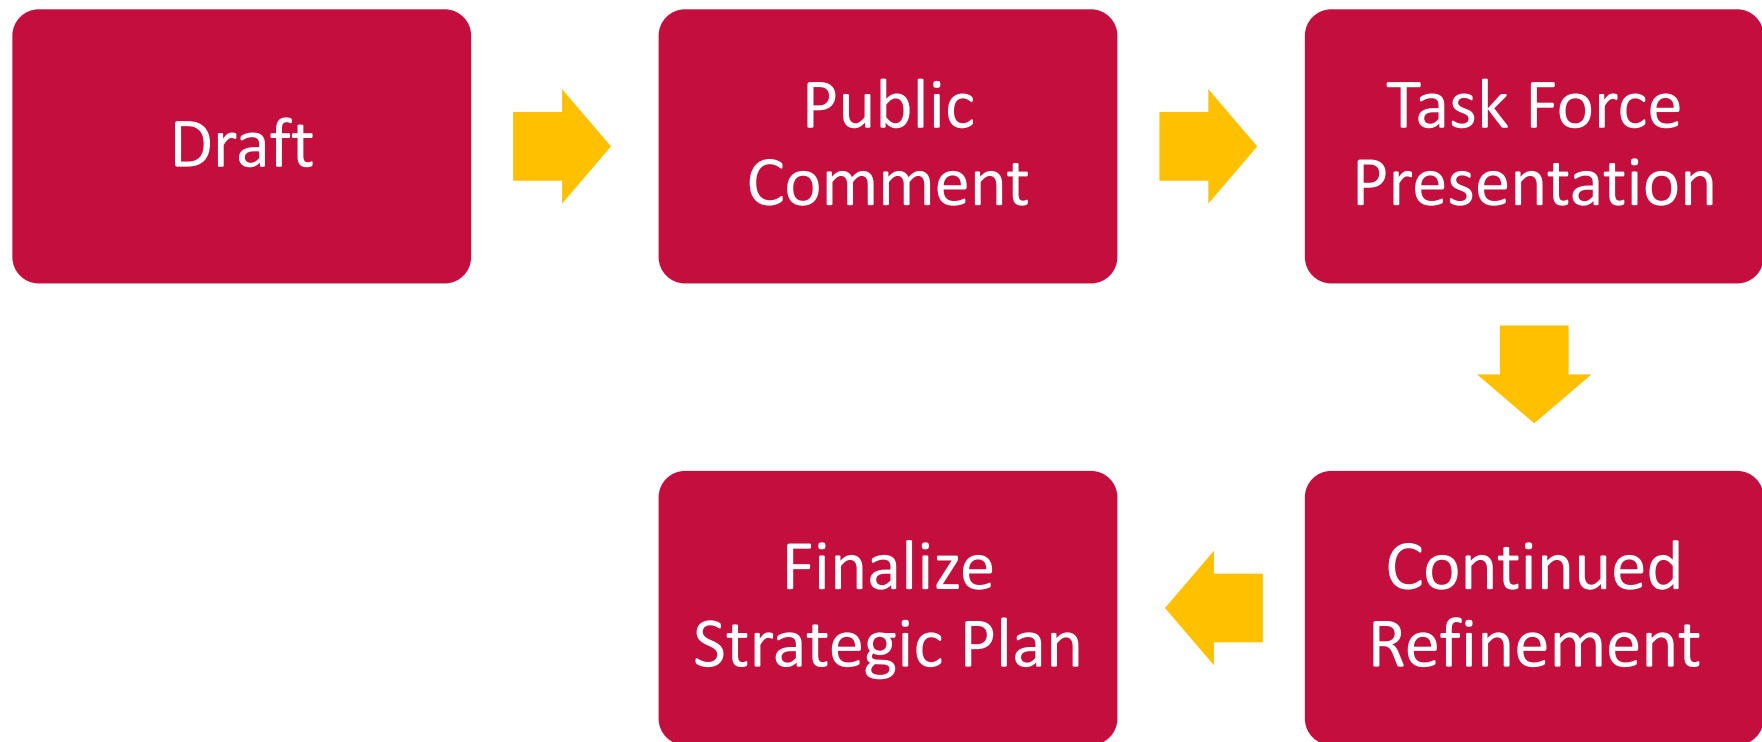 Draft
Public
Comment
Task Force
Presentation
Continued
Refinement
Finalize
Strategic Plan